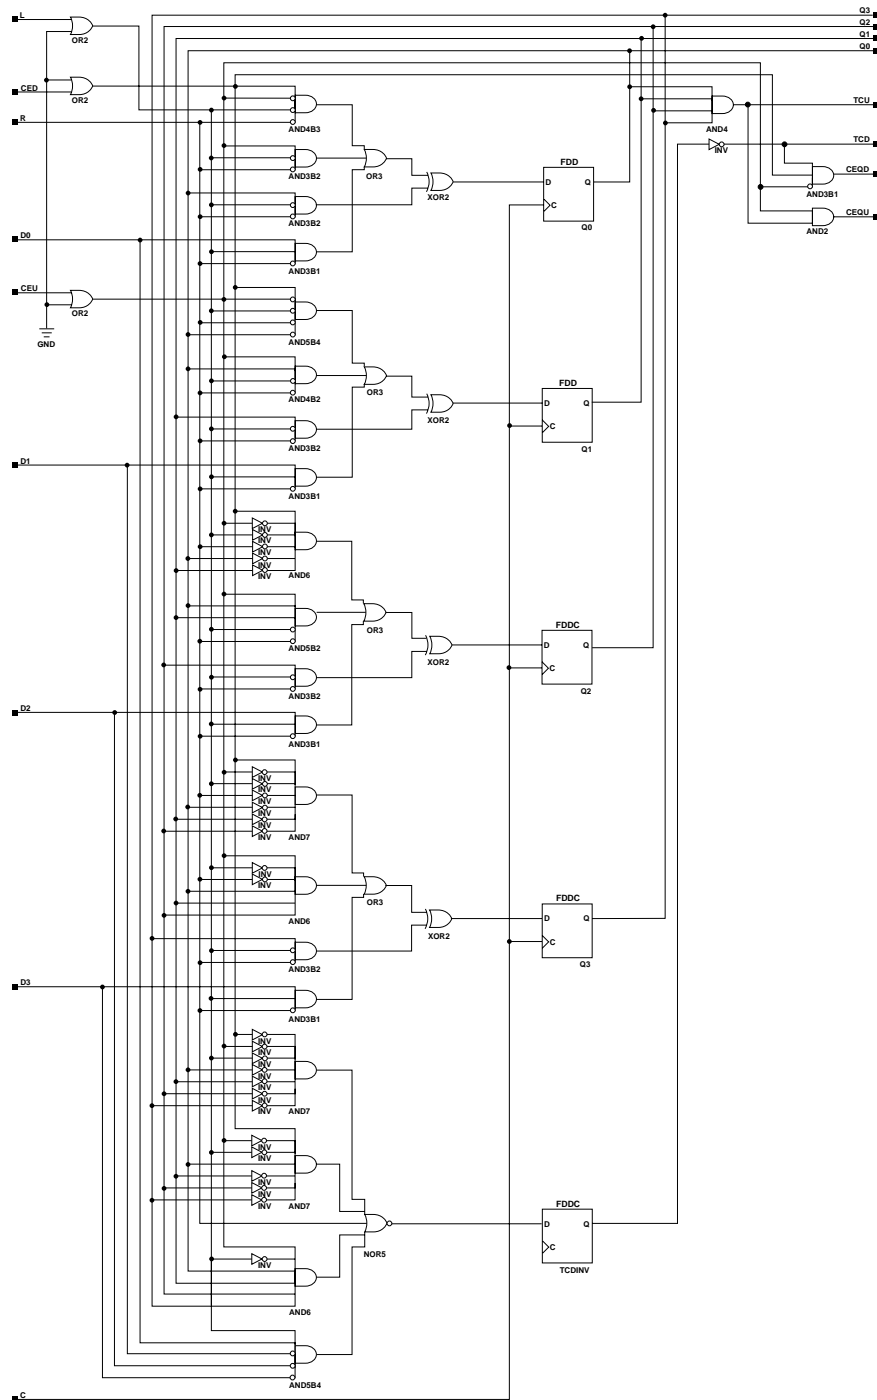 Q3
L
Q2
Q1
OR2
Q0
CED
OR2
TCU
R
AND4B3
AND4
TCD
INV
CEQD
OR3
AND3B2
FDD
AND3B1
D
Q
XOR2
C
CEQU
AND3B2
Q0
AND2
D0
AND3B1
CEU
OR2
GND
AND5B4
FDD
OR3
D
Q
AND4B2
XOR2
C
AND3B2
Q1
D1
AND3B1
INV
INV
INV
INV
INV
AND6
FDDC
OR3
D
Q
AND5B2
XOR2
C
Q2
AND3B2
D2
AND3B1
INV
INV
INV
INV
INV
INV
AND7
INV
INV
FDDC
OR3
D
Q
AND6
XOR2
C
Q3
AND3B2
D3
AND3B1
INV
INV
INV
INV
INV
INV
INV
AND7
INV
INV
INV
INV
INV
AND7
FDDC
D
Q
NOR5
C
INV
TCDINV
AND6
AND5B4
C